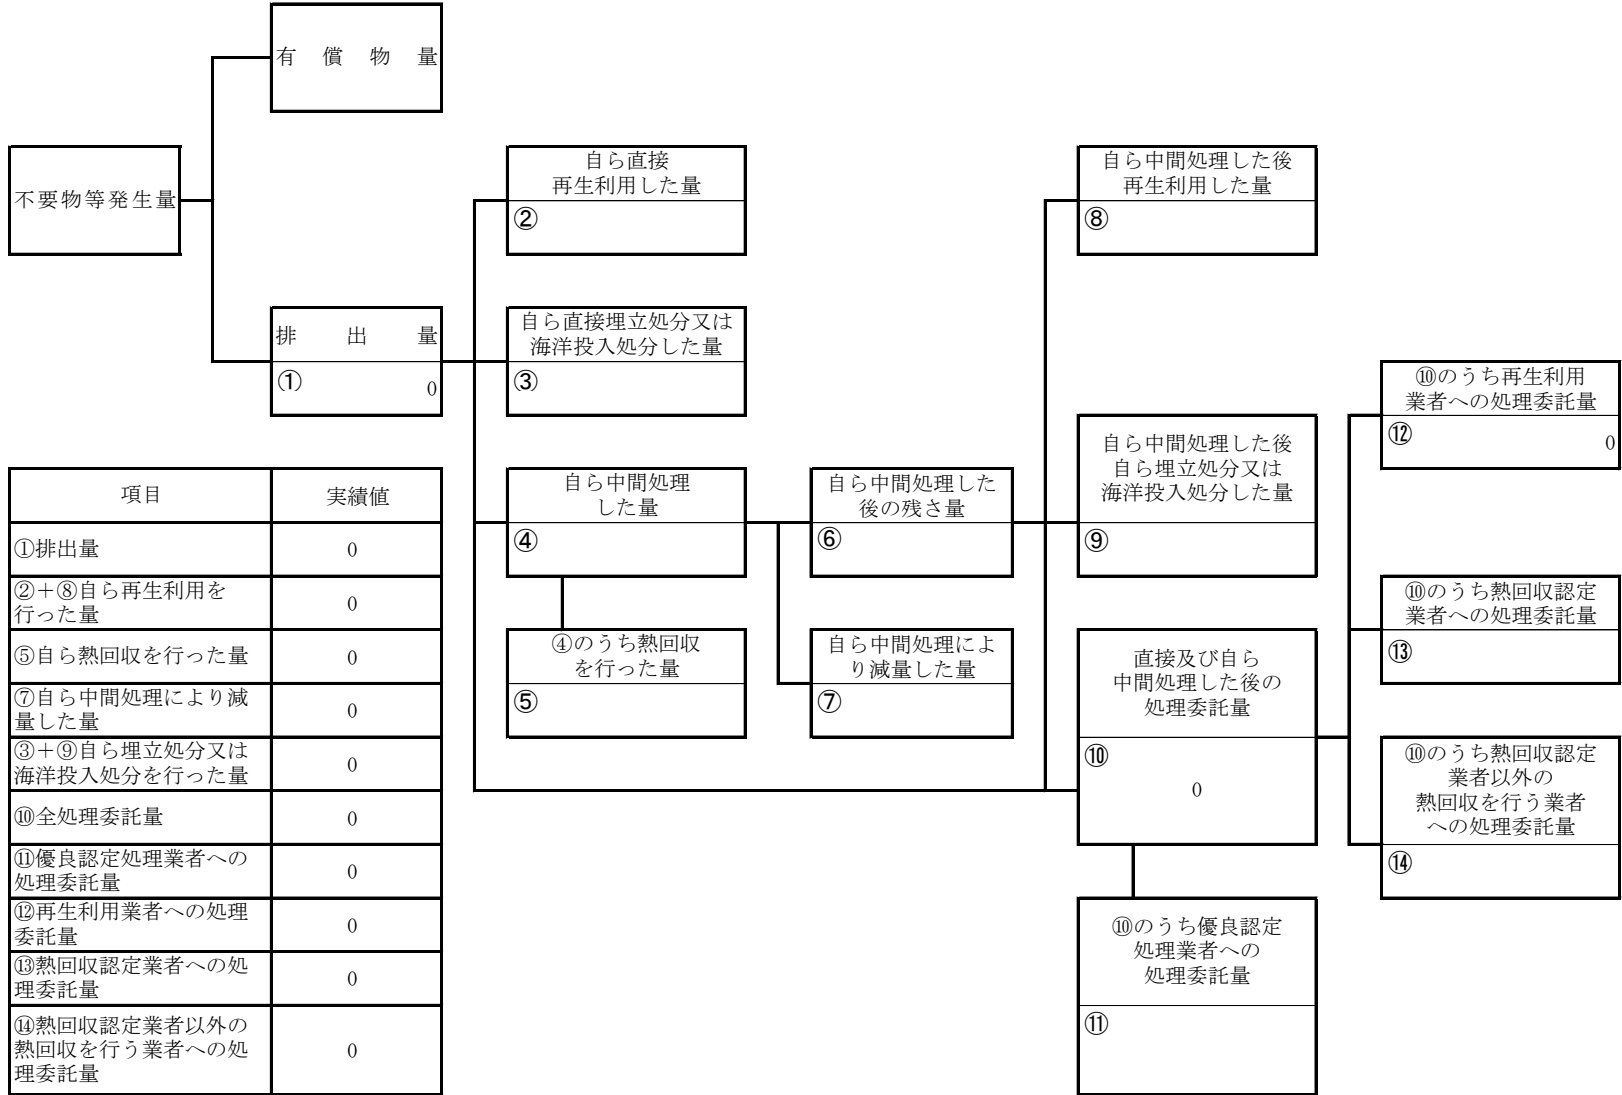 有償物量
不要物等発生量
排出量
①
0
自ら直接
再生利用した量
②
自ら直接埋立処分又は
海洋投入処分した量
③
自ら中間処理
した量
④
④のうち熱回収
を行った量
⑤
自ら中間処理した
後の残さ量
⑥
自ら中間処理によ
り減量した量
⑦
自ら中間処理した後
再生利用した量
⑧
自ら中間処理した後
自ら埋立処分又は
海洋投入処分した量
⑨
直接及び自ら
中間処理した後の
処理委託量
⑩
0
⑩のうち優良認定
処理業者への
処理委託量
⑪
⑩のうち再生利用
業者への処理委託量
⑫
0
⑩のうち熱回収認定
業者への処理委託量
⑬
⑩のうち熱回収認定
業者以外の
熱回収を行う業者
への処理委託量
⑭
項目 実績値
①排出量 0
②+⑧自ら再生利用を
行った量
0
⑤自ら熱回収を行った量 0
⑦自ら中間処理により減
量した量
0
③+⑨自ら埋立処分又は
海洋投入処分を行った量
0
⑩全処理委託量 0
⑪優良認定処理業者への
処理委託量
0
⑫再生利用業者への処理
委託量
0
⑬熱回収認定業者への処
理委託量
0
⑭熱回収認定業者以外の
熱回収を行う業者への処
理委託量
0